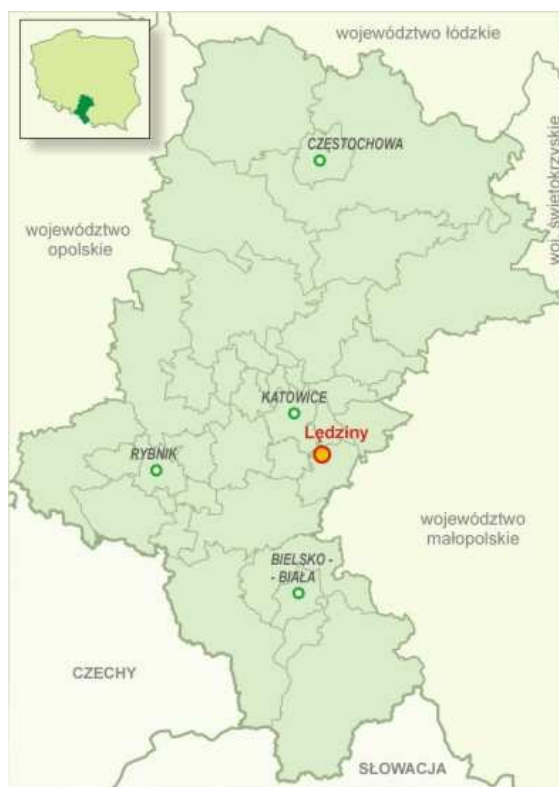 województwo łódzkie
CZĘSTOCHOWA
woj. świętokrzyskie
województwo
opolskie
KATOWICE
Lędziny
RYBNIK
województwo
małopolskie
BIELSKO -
- BIAŁA
CZECHY
SŁOWACJA